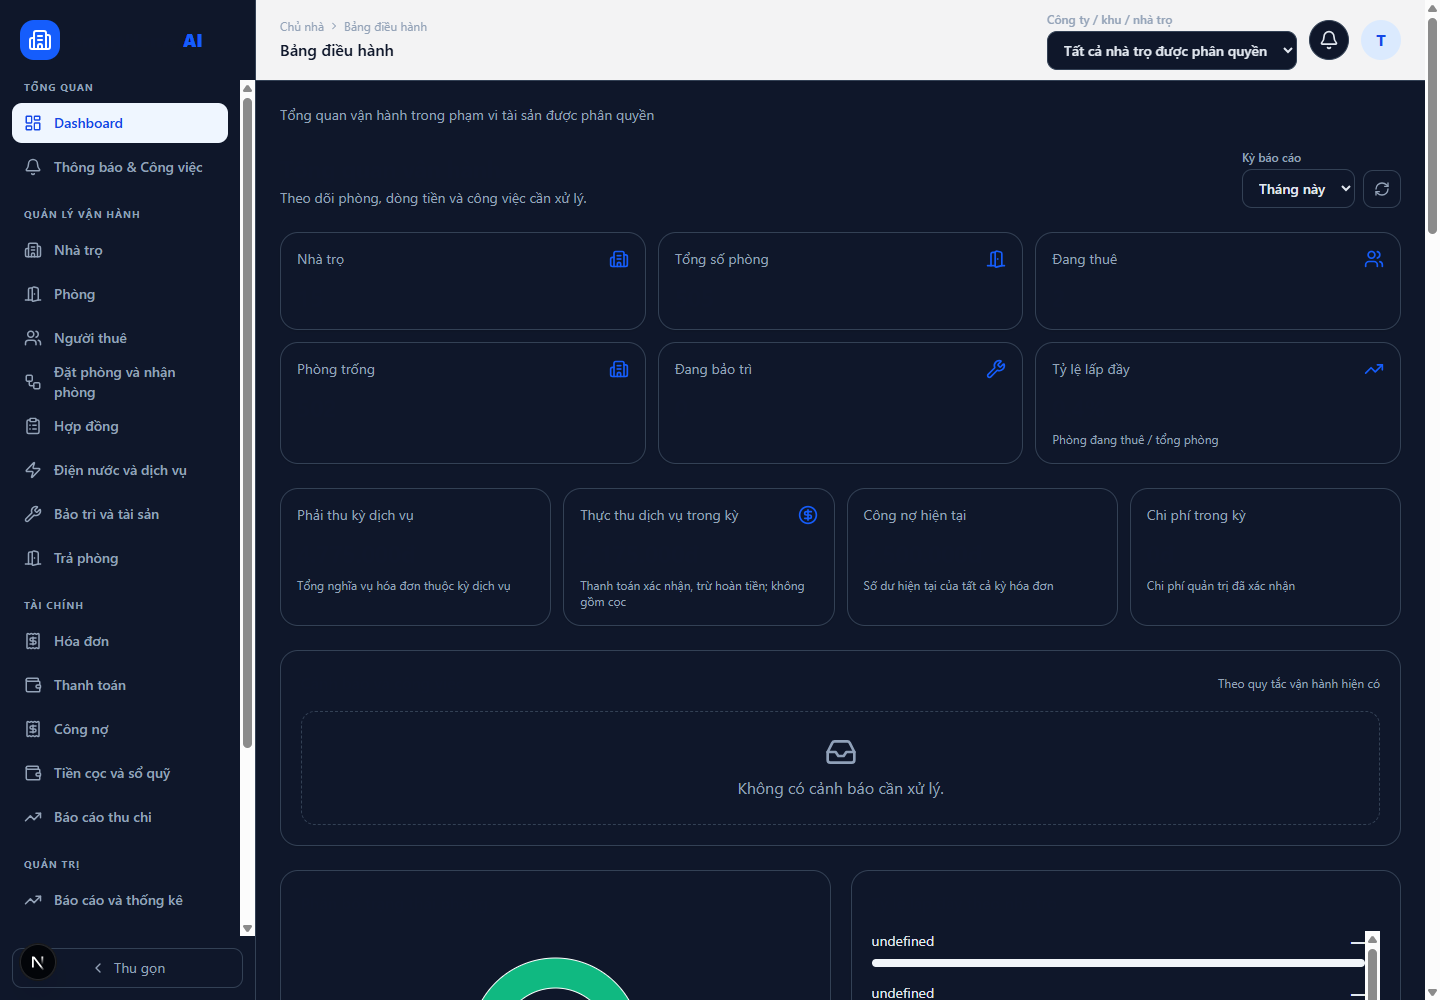 AI
TỔNG QUAN
Dashboard
Thông báo & Công việc
QUẢN LÝ VẬN HÀNH
Nhà trọ
Phòng
Người thuê
Đặt phòng và nhận
phòng
Hợp đồng
Điện nước và dịch vụ
Bảo trì và tài sản
Trả phòng
TÀI CHÍNH
Hóa đơn
Thanh toán
Công nợ
Tiền cọc và sổ quỹ
Báo cáo thu chi
QUẢN TRỊ
Báo cáo và thống kê
N
Thu gọn
Chủ nhà > Bảng điều hành
Bảng điều hành
Công ty / khu / nhà trọ
Tất cả nhà trọ được phân quyền
T
Tổng quan vận hành trong phạm vi tài sản được phân quyền
Kỳ báo cáo
Tháng này
Theo dõi phòng, dòng tiền và công việc cần xử lý.
Nhà trọ
Tổng số phòng
Đang thuê
Phòng trống
Đang bảo trì
Tỷ lệ lấp đầy
Phòng đang thuê / tổng phòng
Phải thu kỳ dịch vụ
Tổng nghĩa vụ hóa đơn thuộc kỳ dịch vụ
Thực thu dịch vụ trong kỳ
Thanh toán xác nhận, trừ hoàn tiền; không
gồm cọc
Công nợ hiện tại
Số dư hiện tại của tất cả kỳ hóa đơn
Chi phí trong kỳ
Chi phí quản trị đã xác nhận
Theo quy tắc vận hành hiện có
Không có cảnh báo cần xử lý.
undefined —
undefined —